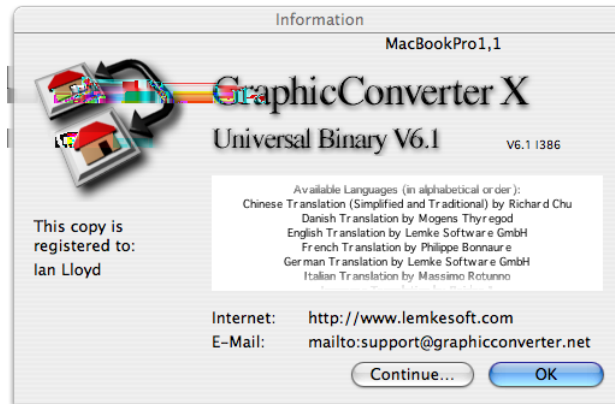 Information
MacBookPro1,1
GraphicConverter X
Universal Binary V6.1
V6.1 I386
Available Languages (in alphabetical order):
Chinese Translation (Simplified and Traditional) by Richard Chu
Danish Translation by Mogens Thyregod
English Translation by Lemke Software GmbH
French Translation by Philippe Bonnaure
German Translation by Lemke Software GmbH
Italian Translation by Massimo Rotunno
This copy is
registered to:
Ian Lloyd
Internet: http://www.lemkesoft.com
E-Mail: mailto:support@graphicconverter.net
Continue... OK